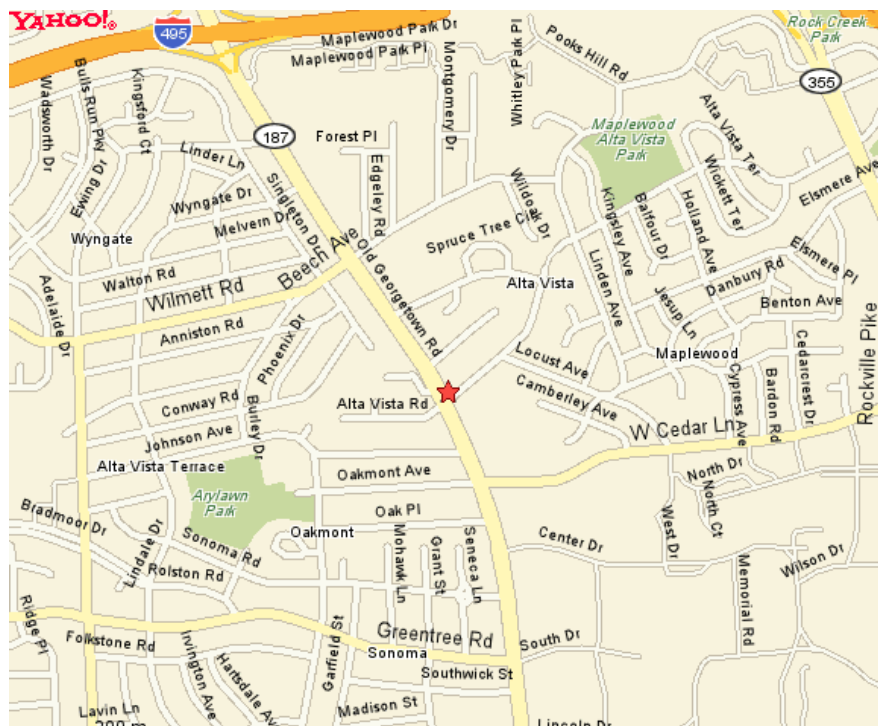 YAHOO!®
495
Maplewood Park Dr
Maplewood Park Pl
Rock Creek
Park
Pooks Hill Rd
355
Wadsworth Dr
Bulls Run Pky
Kingsford Ct
Montgomery Dr
Whitley Park Pl
187
Forest Pl
Maplewood
Alta Vista
Park
Alta Vista Ter
Linder Ln
Ewing Dr
Edgeley Rd
Singleton Dr
Wildoak Dr
Wickett Ter
Elsmere Ave
Wyngate Dr
Melvern Dr
Kingsley Ave
Balfour Dr
Holland Ave
Wyngate
Beech Ave
Old Georgetown Rd
Spruce Tree Cir
Elsmere Pl
Walton Rd
Wilmett Rd
Alta Vista
Linden Ave
Danbury Rd
Adelaide Dr
Anniston Rd
Jesup Ln
Benton Ave
Phoenix Dr
Locust Ave
Maplewood
Cedarcrest Dr
Rockville Pike
Conway Rd
Burley Dr
Alta Vista Rd
Camberley Ave
Cypress Ave
Bardon Rd
Johnson Ave
W Cedar Ln
Alta Vista Terrace
Oakmont Ave
North Dr
Arylawn
Park
Oak Pl
North Ct
Bradmoor Dr
Oakmont
West Dr
Lindale Dr
Sonoma Rd
Mohawk Ln
Grant St
Seneca Ln
Center Dr
Memorial Rd
Wilson Dr
Rolston Rd
Ridge Pl
Folkstone Rd
Irvington Ave
Hartsdale Ave
Garfield St
Greentree Rd
Sonoma
South Dr
Southwick St
Lavin Ln
Madison St
Lincoln Dr
200 m